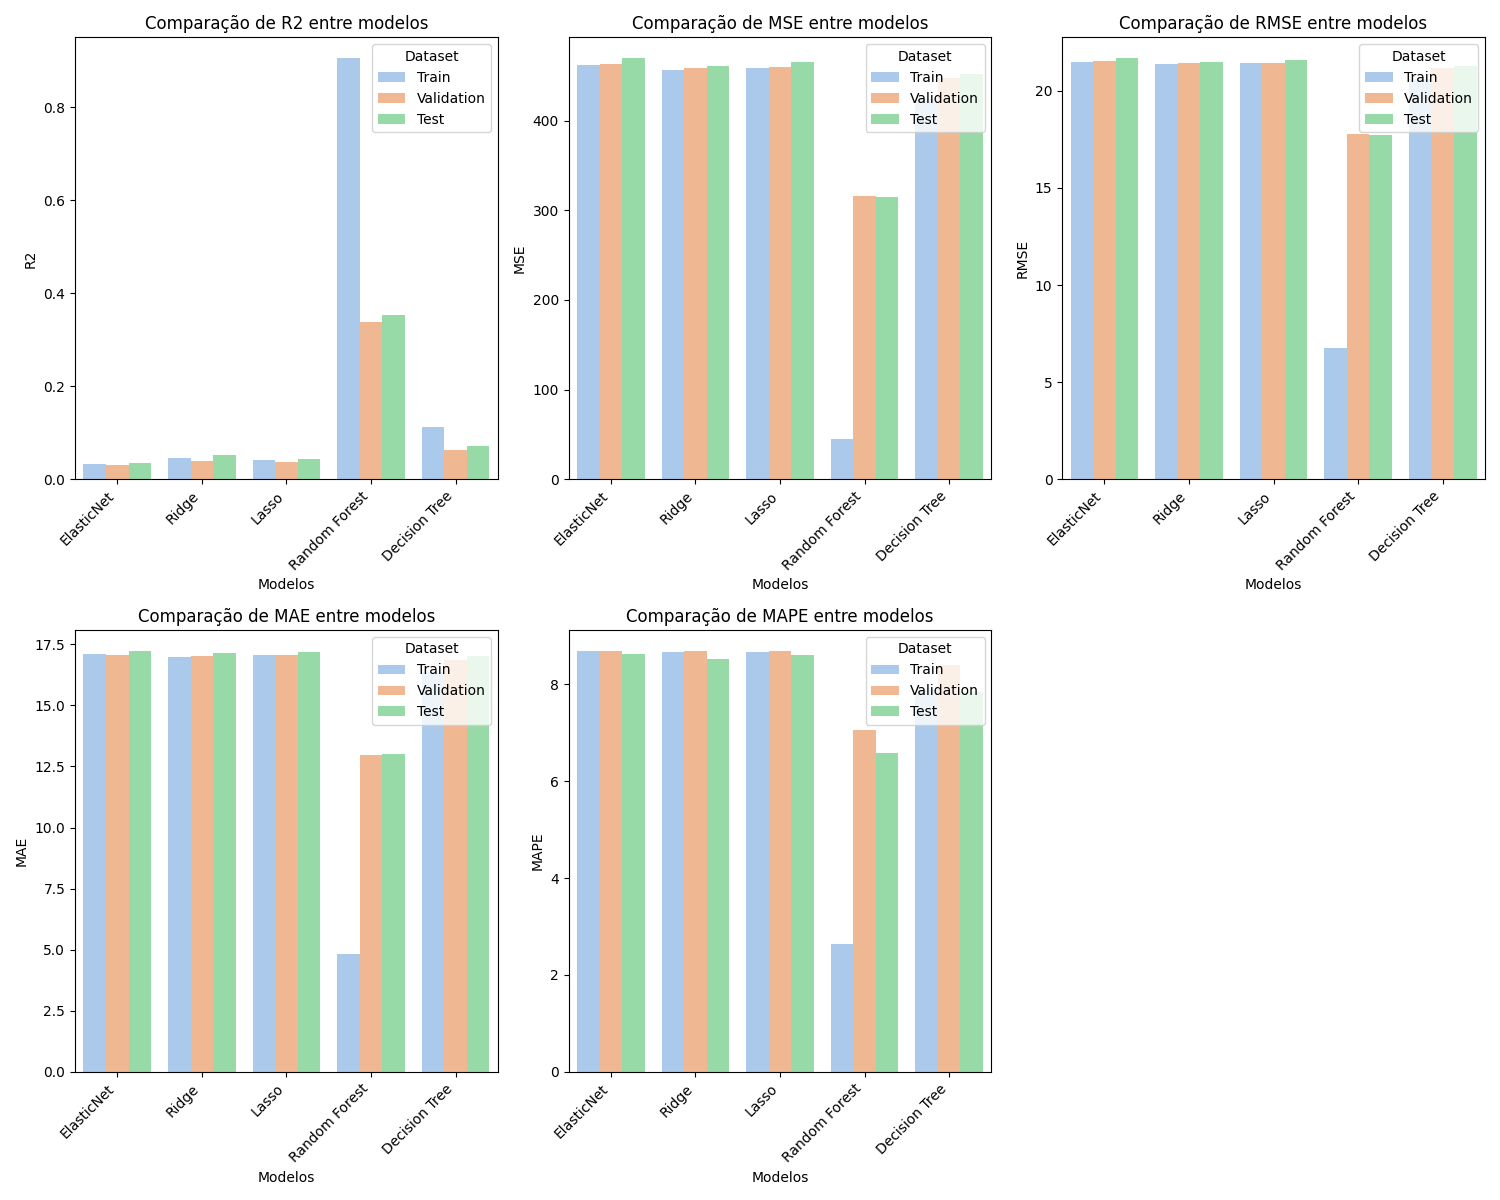 Comparação de R2 entre modelos
R2
0.8
0.6
0.4
0.2
0.0
Dataset
Train
Validation
Test
ElasticNet
Ridge
Lasso
Random Forest
Decision Tree
Modelos
Comparação de MSE entre modelos
MSE
400
300
200
100
0
Dataset
Train
Validation
Test
ElasticNet
Ridge
Lasso
Random Forest
Decision Tree
Modelos
Comparação de RMSE entre modelos
RMSE
20
15
10
5
0
Dataset
Train
Validation
Test
ElasticNet
Ridge
Lasso
Random Forest
Decision Tree
Modelos
Comparação de MAE entre modelos
MAE
17.5
15.0
12.5
10.0
7.5
5.0
2.5
0.0
Dataset
Train
Validation
Test
ElasticNet
Ridge
Lasso
Random Forest
Decision Tree
Modelos
Comparação de MAPE entre modelos
MAPE
8
6
4
2
0
Dataset
Train
Validation
Test
ElasticNet
Ridge
Lasso
Random Forest
Decision Tree
Modelos